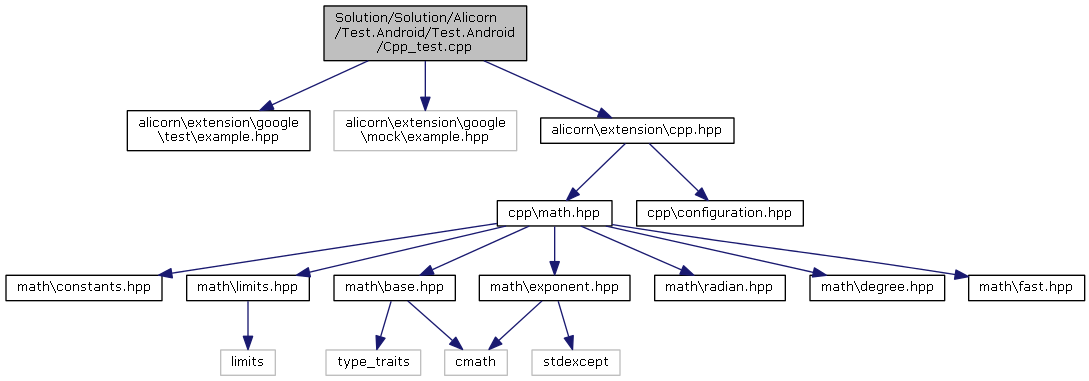 Solution/Solution/Alicorn
/Test.Android/Test.Android
/Cpp_test.cpp
alicorn\extension\google
\test\example.hpp
alicorn\extension\google
\mock\example.hpp
alicorn\extension\cpp.hpp
cpp\math.hpp
cpp\configuration.hpp
math\constants.hpp
math\limits.hpp
math\base.hpp
math\exponent.hpp
math\radian.hpp
math\degree.hpp
math\fast.hpp
limits
type_traits
cmath
stdexcept